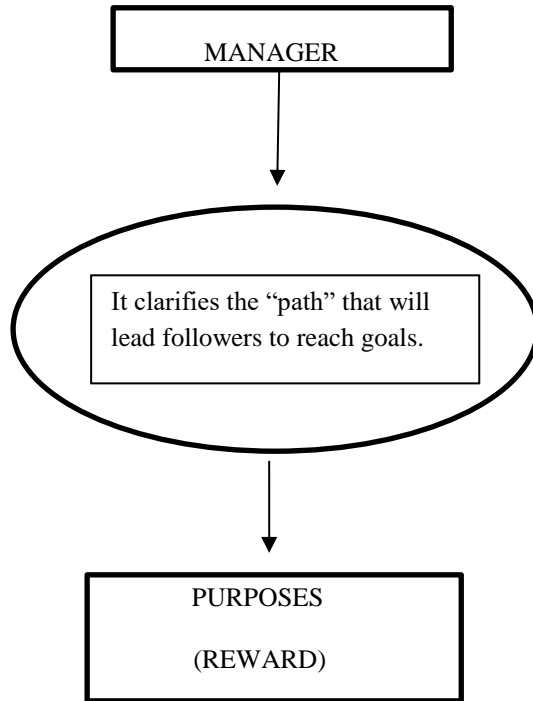 MANAGER
It clarifies the “path” that will
lead followers to reach goals.
PURPOSES
(REWARD)